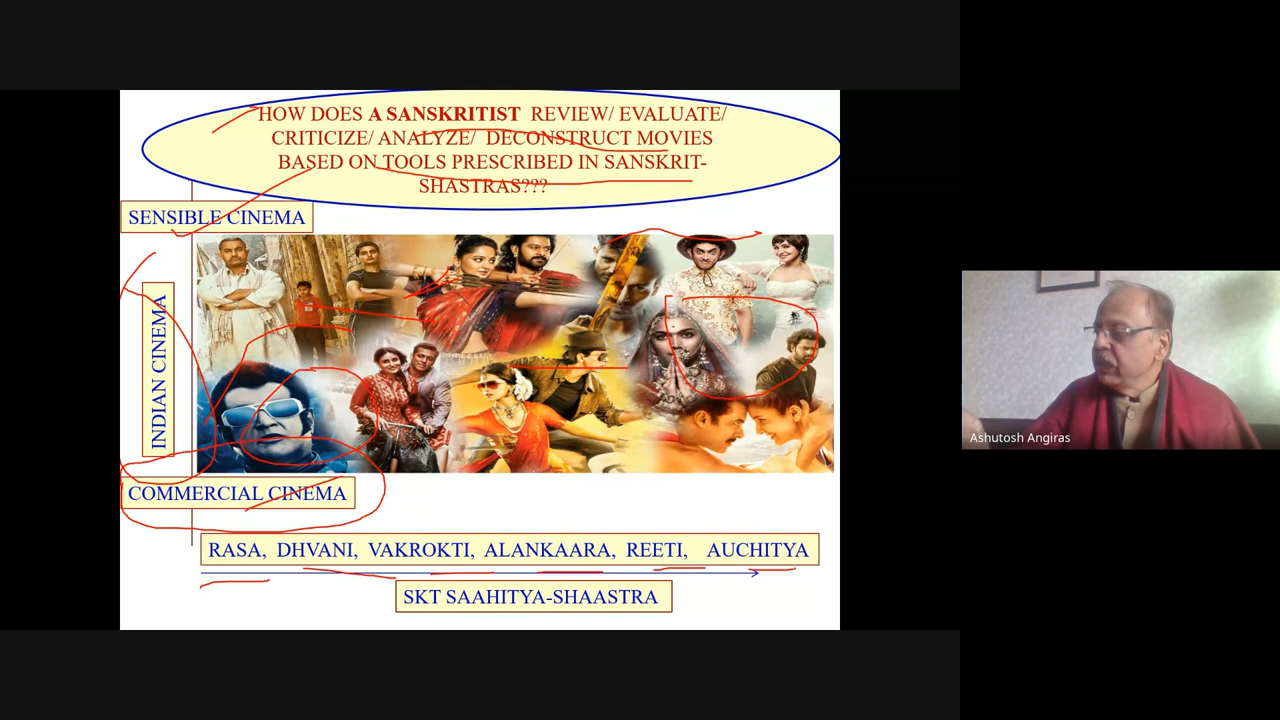 HOW DOES A SANSKRITIST REVIEW/ EVALUATE/
CRITICIZE/ ANALYZE/ DECONSTRUCT MOVIES
BASED ON TOOLS PRESCRIBED IN SANSKRIT-
SHASTRAS???
SENSIBLE CINEMA
INDIAN CINEMA
COMMERCIAL CINEMA
RASA, DHVANI, VAKROKTI, ALANKAARA, REETI, AUCHITYA
SKT SAAHITYA-SHAASTRA
Ashutosh Angiras